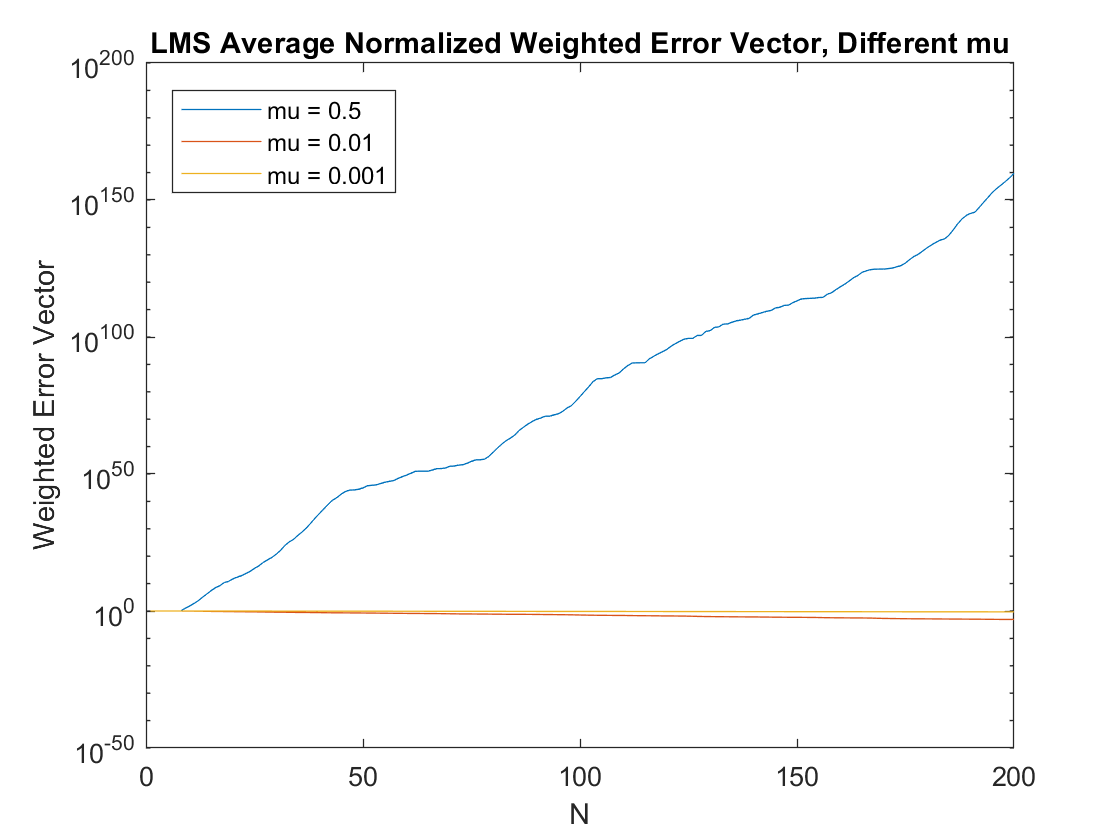 LMS Average Normalized Weighted Error Vector, Different mu
10^200
10^150
10^100
10^50
10^0
10^-50
Weighted Error Vector
mu = 0.5
mu = 0.01
mu = 0.001
0 50 100 150 200
N